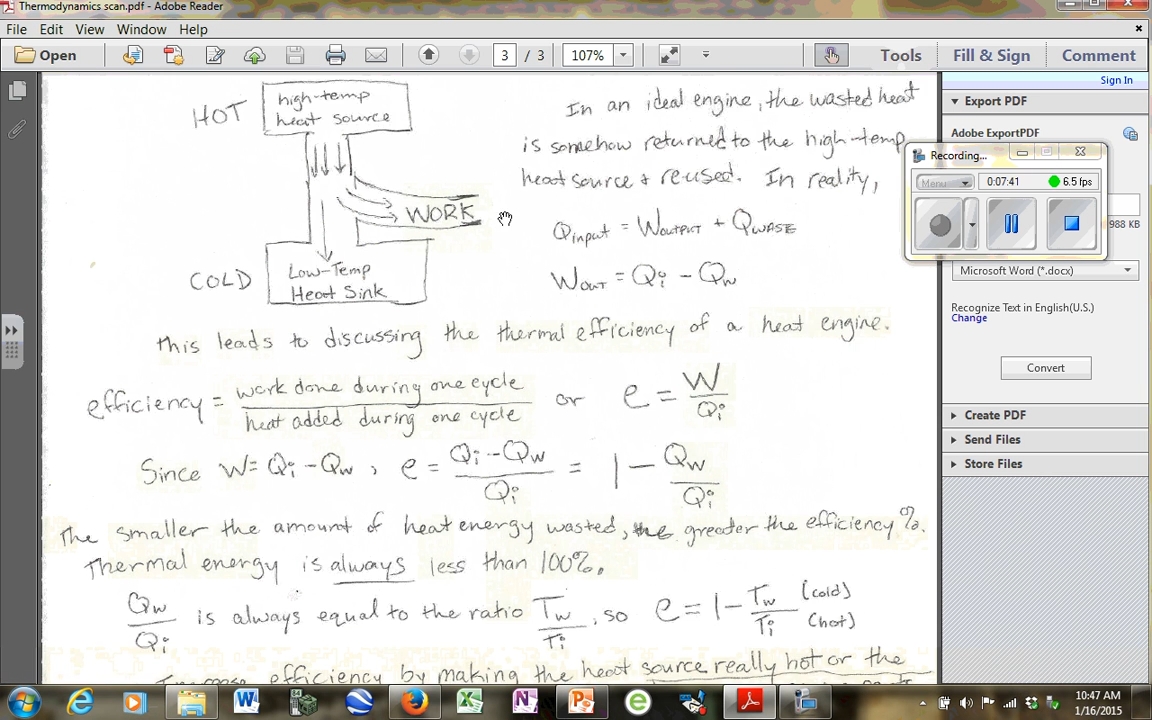 Thermodynamics scan.pdf - Adobe Reader
File Edit View Window Help
Open
3 / 3
107%
Tools Fill & Sign Comment
Sign In
Export PDF
Adobe ExportPDF
988 KB
Microsoft Word (*.docx)
Recognize Text in English(U.S.)
Change
Convert
Create PDF
Send Files
Store Files
Recording...
Menu
0:07:41
6.5 fps
HOT
high-temp
heat source
WORK
COLD
Low-Temp
Heat Sink
In an ideal engine, the wasted heat
is somehow returned to the high-temp
heat source + re-used. In reality,
Qinput = WOUTPUT + QWASE
WOUT = Qi - QW
This leads to discussing the thermal efficiency of a heat engine.
efficiency = work done during one cycle / heat added during one cycle or e = W / Qi
Since W = Qi - QW, e = Qi - QW / Qi = 1 - QW / Qi
The smaller the amount of heat energy wasted, the greater the efficiency %.
Thermal energy is always less than 100%.
QW / Qi is always equal to the ratio TW / Ti, so e = 1 - TW / Ti (cold) (hot)
Increase efficiency by making the heat source really hot or the
10:47 AM
1/16/2015